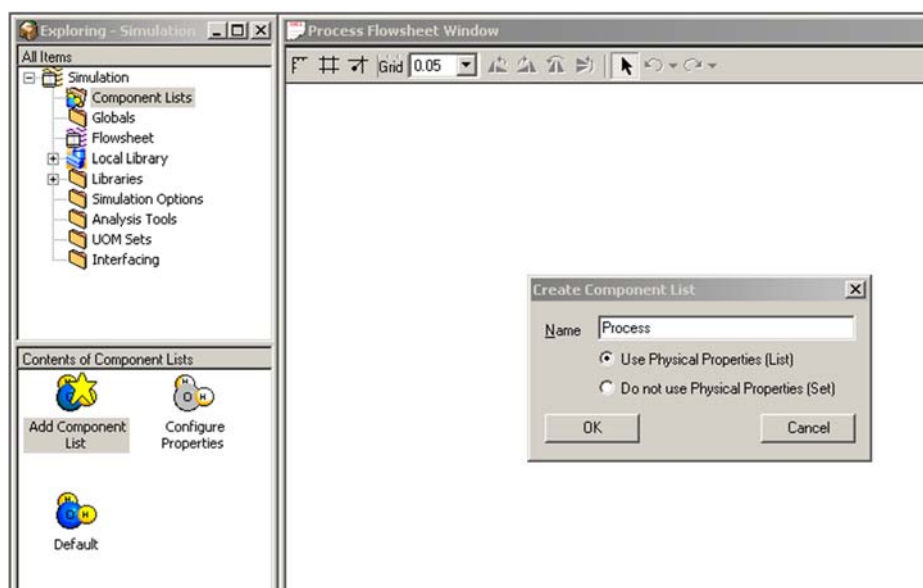 Exploring - Simulation
All Items
Simulation
Component Lists
Globals
Flowsheet
Local Library
Libraries
Simulation Options
Analysis Tools
UOM Sets
Interfacing
Contents of Component Lists
Add Component
List
Configure
Properties
Default
Process Flowsheet Window
Grid 0.05
Create Component List
Name Process
Use Physical Properties (List)
Do not use Physical Properties (Set)
OK Cancel